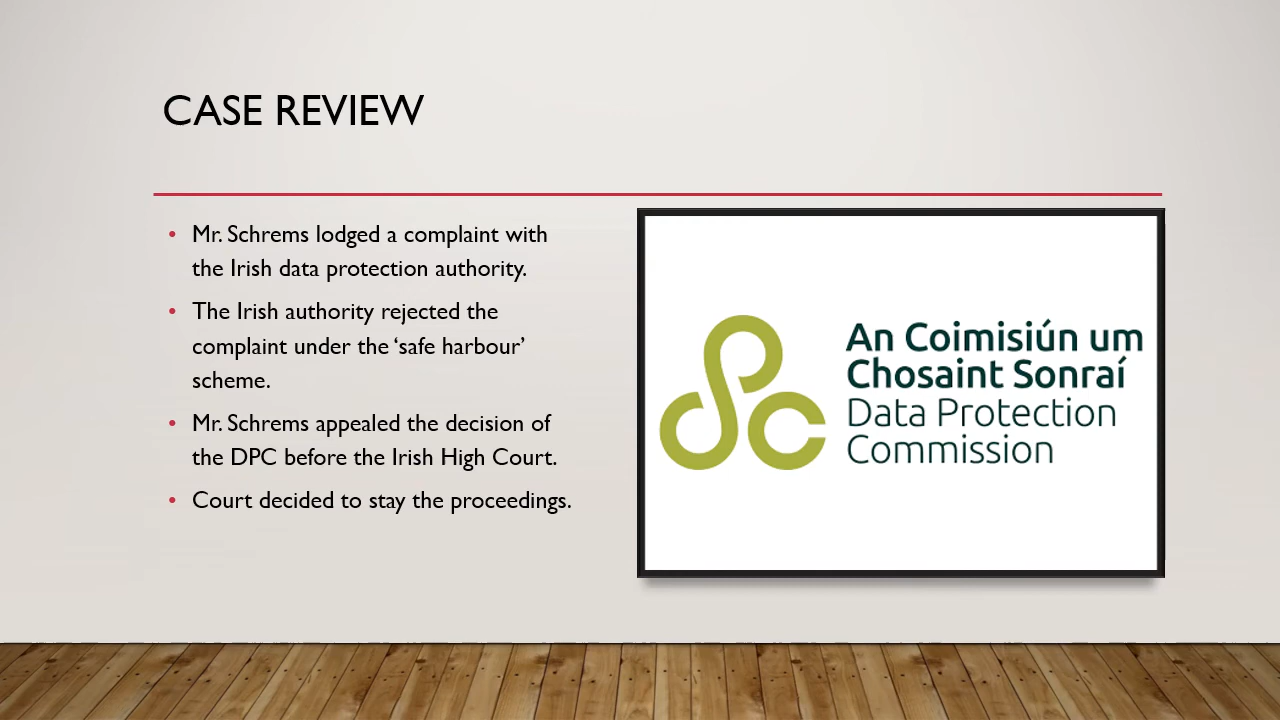 CASE REVIEW
• Mr. Schrems lodged a complaint with
the Irish data protection authority.
• The Irish authority rejected the
complaint under the ‘safe harbour’
scheme.
• Mr. Schrems appealed the decision of
the DPC before the Irish High Court.
• Court decided to stay the proceedings.
An Coimisiún um
Chosaint Sonraí
Data Protection
Commission